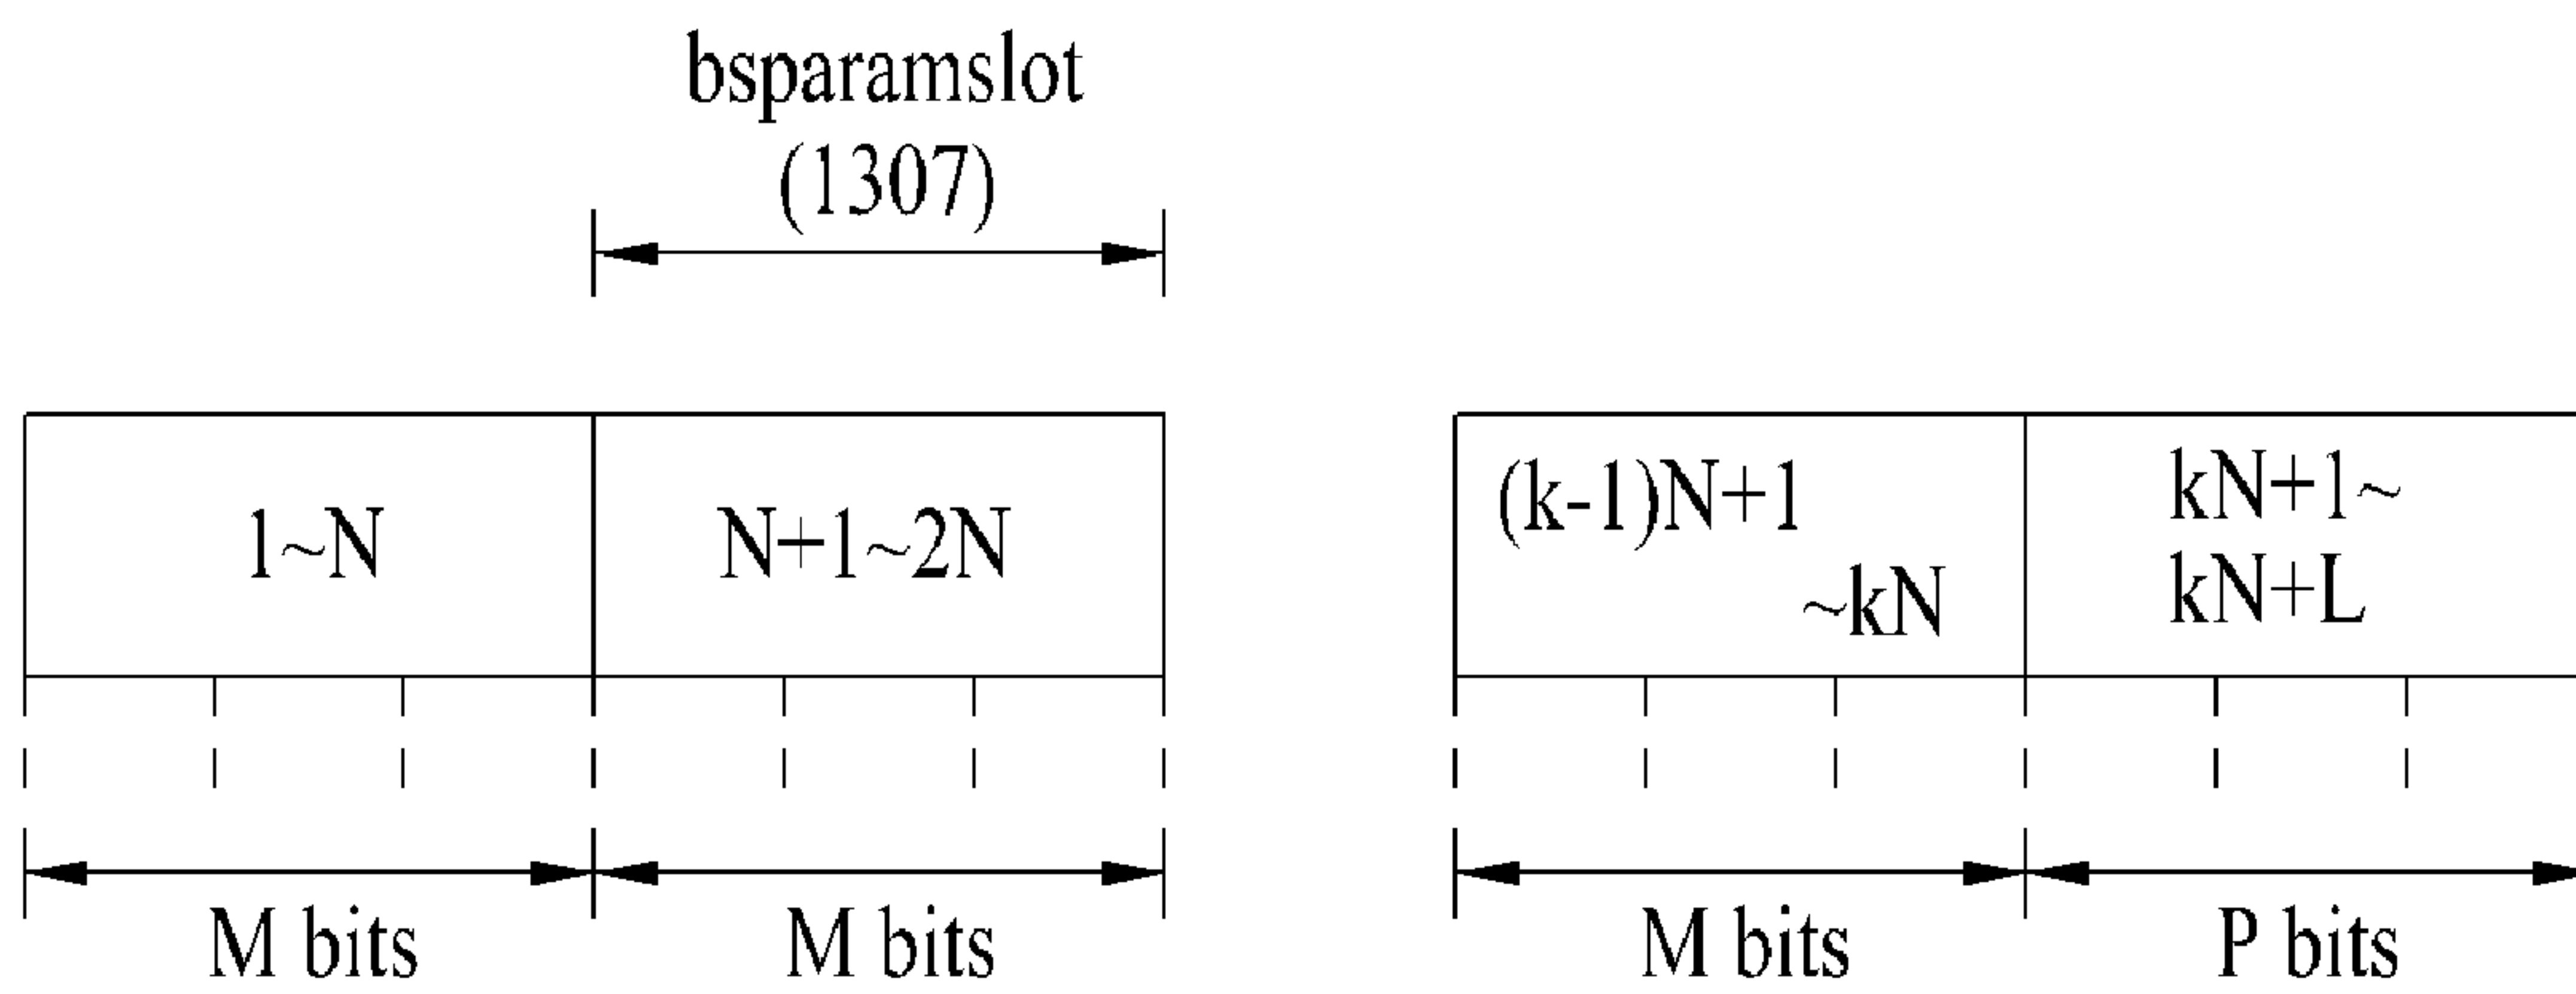 bsparamslot
(1307)
1~N
N+1~2N
(k-1)N+1
~kN
kN+1~
kN+L
M bits
M bits
M bits
P bits